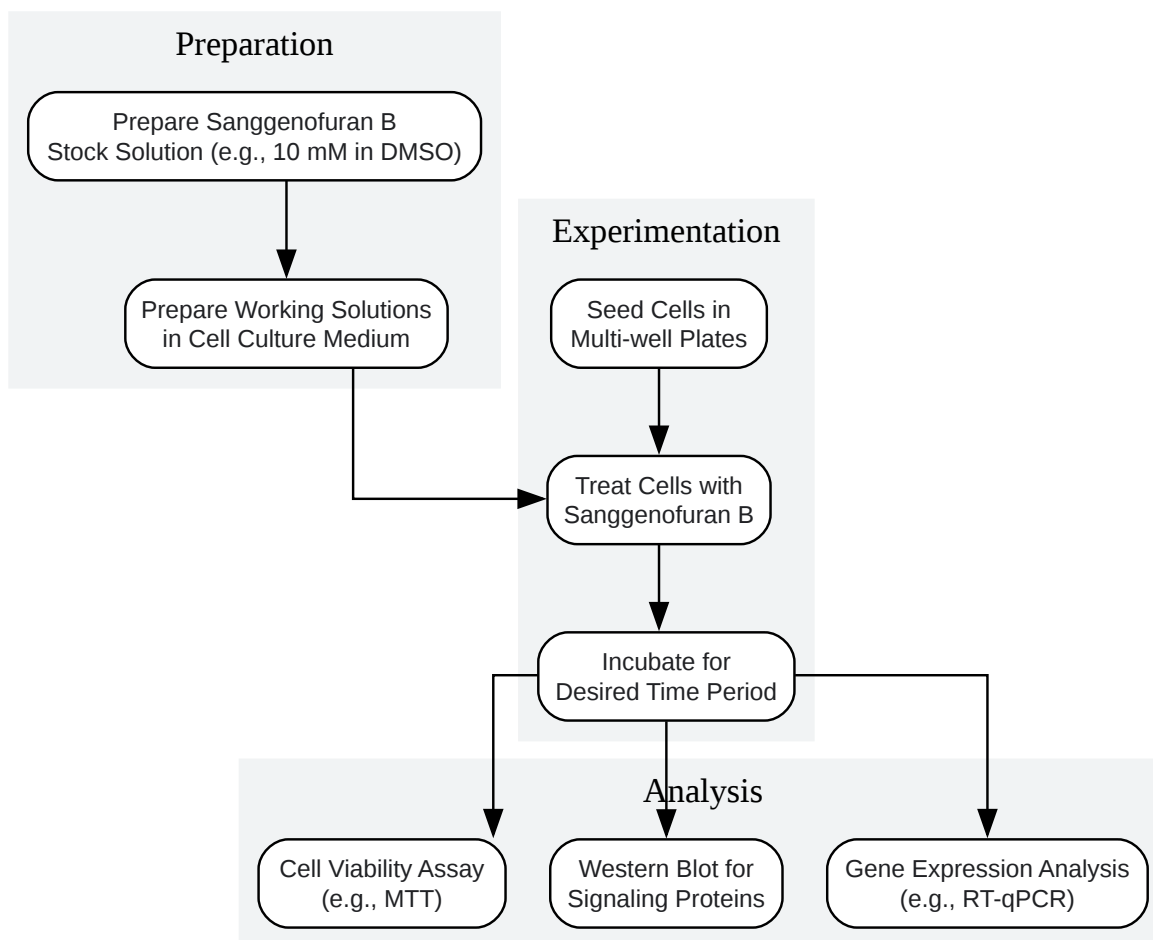 Preparation
Prepare Sanggenofuran B
Stock Solution (e.g., 10 mM in DMSO)
Prepare Working Solutions
in Cell Culture Medium
Experimentation
Seed Cells in
Multi-well Plates
Treat Cells with
Sanggenofuran B
Incubate for
Desired Time Period
Analysis
Cell Viability Assay
(e.g., MTT)
Western Blot for
Signaling Proteins
Gene Expression Analysis
(e.g., RT-qPCR)